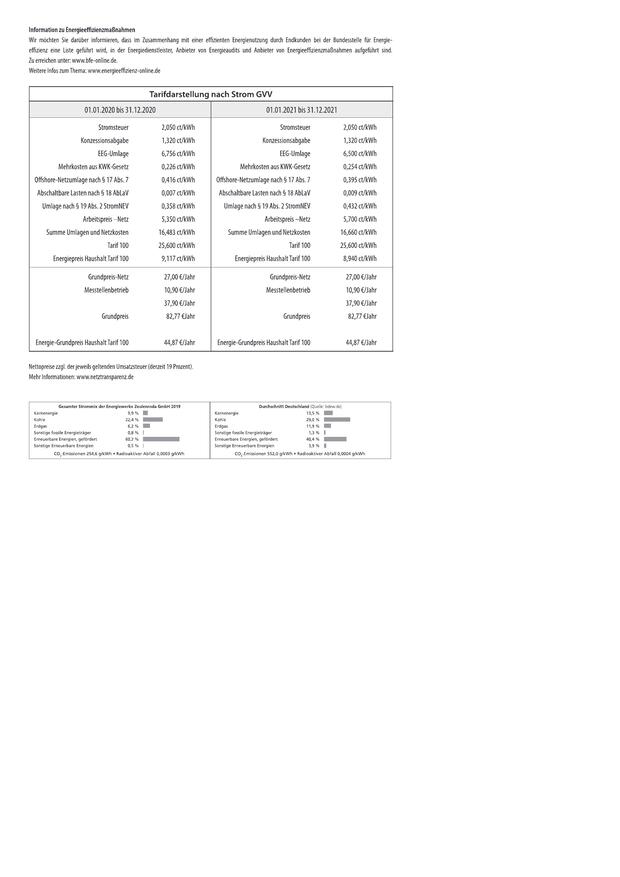 Information zu Energieeffizienzmaßnahmen
Wir möchten Sie darüber informieren, dass im Zusammenhang mit einer effizienten Energienutzung durch Endkunden bei der Bundesstelle für Energie-
effizienz eine Liste geführt wird, in der Energiedienstleister, Anbieter von Energieaudits und Anbieter von Energieeffizienzmaßnahmen aufgeführt sind.
Zu erreichen unter: www.bfe-online.de.
Weitere Infos zum Thema: www.energieeffizienz-online.de
Tarifdarstellung nach Strom GVV
01.01.2020 bis 31.12.2020 01.01.2021 bis 31.12.2021
Stromsteuer 2,050 ct/kWh Stromsteuer 2,050 ct/kWh
Konzessionsabgabe 1,320 ct/kWh Konzessionsabgabe 1,320 ct/kWh
EEG-Umlage 6,756 ct/kWh EEG-Umlage 6,500 ct/kWh
Mehrkosten aus KWK-Gesetz 0,226 ct/kWh Mehrkosten aus KWK-Gesetz 0,254 ct/kWh
Offshore-Netzumlage nach § 17 Abs. 7 0,416 ct/kWh Offshore-Netzumlage nach § 17 Abs. 7 0,395 ct/kWh
Abschaltbare Lasten nach § 18 AbLaV 0,007 ct/kWh Abschaltbare Lasten nach § 18 AbLaV 0,009 ct/kWh
Umlage nach § 19 Abs. 2 StromNEV 0,358 ct/kWh Umlage nach § 19 Abs. 2 StromNEV 0,432 ct/kWh
Arbeitspreis –Netz 5,350 ct/kWh Arbeitspreis –Netz 5,700 ct/kWh
Summe Umlagen und Netzkosten 16,483 ct/kWh Summe Umlagen und Netzkosten 16,660 ct/kWh
Tarif 100 25,600 ct/kWh Tarif 100 25,600 ct/kWh
Energiepreis Haushalt Tarif 100 9,117 ct/kWh Energiepreis Haushalt Tarif 100 8,940 ct/kWh
Grundpreis-Netz 27,00 €/Jahr Grundpreis-Netz 27,00 €/Jahr
Messtellenbetrieb 10,90 €/Jahr Messtellenbetrieb 10,90 €/Jahr
37,90 €/Jahr 37,90 €/Jahr
Grundpreis 82,77 €/Jahr Grundpreis 82,77 €Jahr
Energie-Grundpreis Haushalt Tarif 100 44,87 €/Jahr Energie-Grundpreis Haushalt Tarif 100 44,87 €/Jahr
Nettopreise zzgl. der jeweils geltenden Umsatzsteuer (derzeit 19 Prozent).
Mehr Informationen: www.netztransparenz.de
Gesamter Strommix der Energiewerke Zeulenroda GmbH 2019 Durchschnitt Deutschland (Quelle: bdew.de)
Kernenergie 9,9 % Kernenergie 13,5 %
Kohle 22,4 % Kohle 29,0 %
Erdgas 6,2 % Erdgas 11,9 %
Sonstige fossile Energieträger 0,8 % Sonstige fossile Energieträger 1,3 %
Erneuerbare Energien, gefördert 60,2 % Erneuerbare Energien, gefördert 40,4 %
Sonstige Erneuerbare Energien 0,5 % Sonstige Erneuerbare Energien 3,9 %
CO2 Emissionen 254,6 g/kWh • Radioaktiver Abfall 0,0003 g/kWh CO2 Emissionen 352,0 g/kWh • Radioaktiver Abfall 0,0004 g/kWh